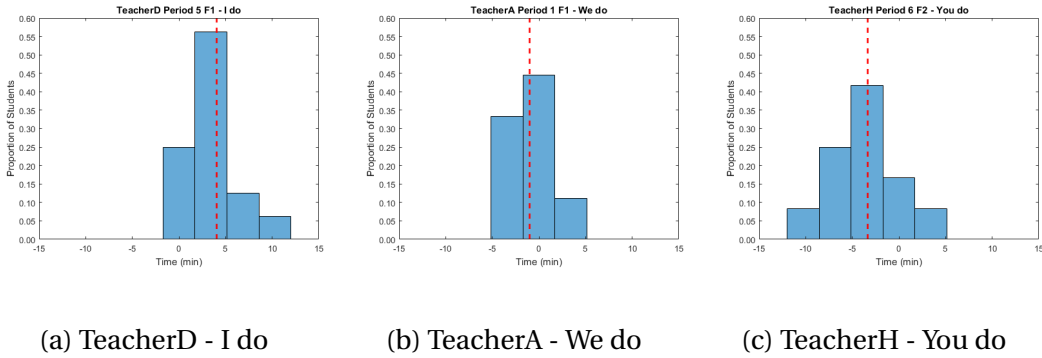 TeacherD Period 5 F1 - I do
0.60
0.55
0.50
0.45
0.40
0.35
0.30
0.25
0.20
0.15
0.10
0.05
0.00
Proportion of Students
-15 -10 -5 0 5 10 15
Time (min)
TeacherA Period 1 F1 - We do
0.60
0.55
0.50
0.45
0.40
0.35
0.30
0.25
0.20
0.15
0.10
0.05
0.00
Proportion of Students
-15 -10 -5 0 5 10 15
Time (min)
TeacherH Period 6 F2 - You do
0.60
0.55
0.50
0.45
0.40
0.35
0.30
0.25
0.20
0.15
0.10
0.05
0.00
Proportion of Students
-15 -10 -5 0 5 10 15
Time (min)
(a) TeacherD - I do
(b) TeacherA - We do
(c) TeacherH - You do